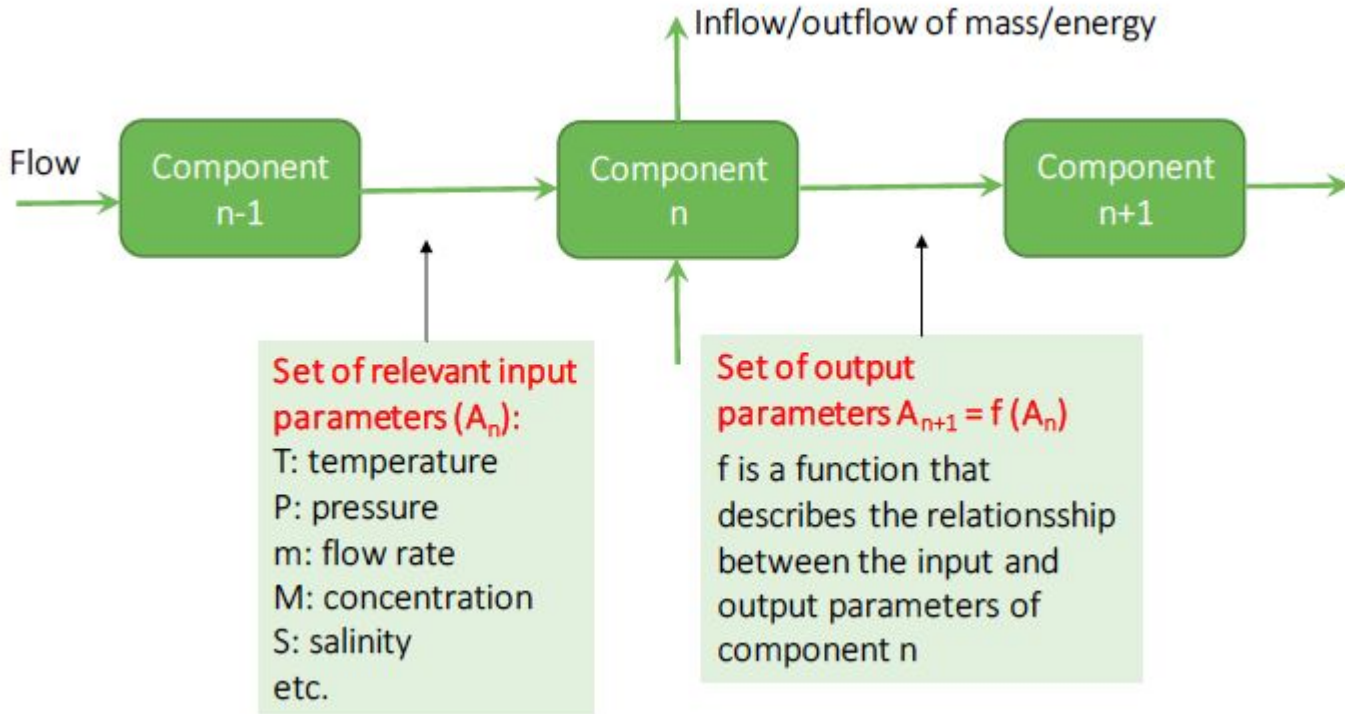 Inflow/outflow of mass/energy
Flow
Component
n-1
Component
n
Component
n+1
Set of relevant input
parameters (Aₙ):
T: temperature
P: pressure
m: flow rate
M: concentration
S: salinity
etc.
Set of output
parameters Aₙ₊₁ = f (Aₙ)
f is a function that
describes the relationsship
between the input and
output parameters of
component n